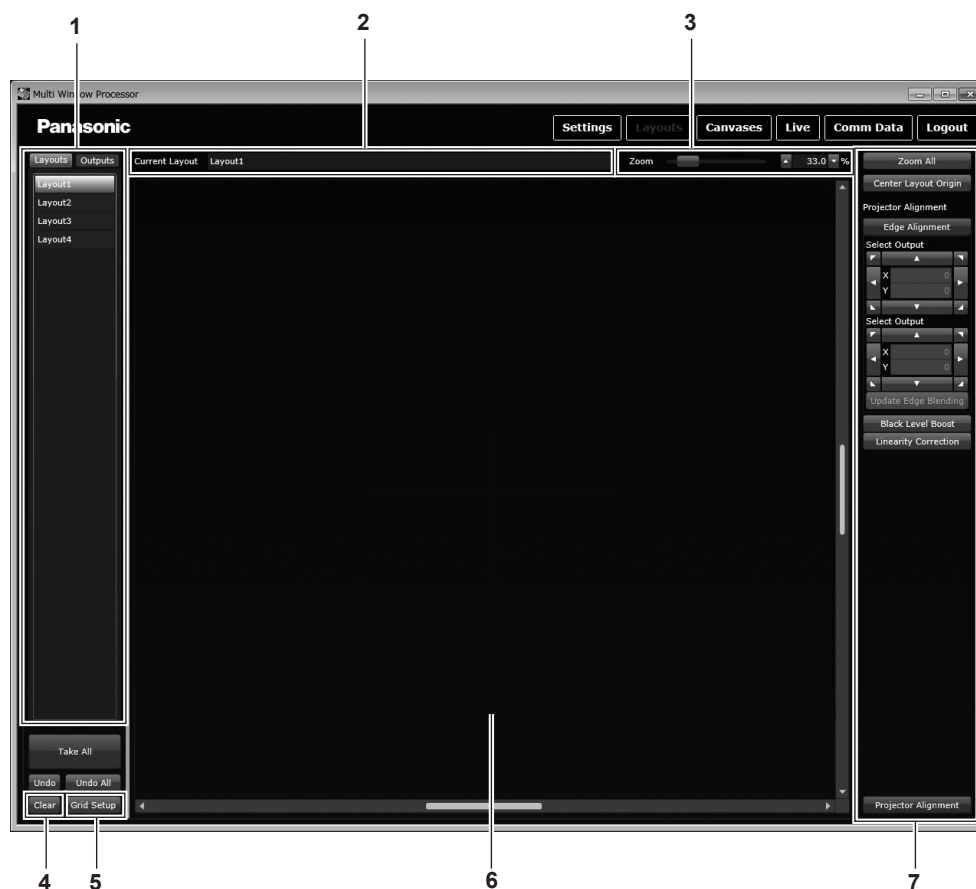 1 2 3
Multi Window Processor
Panasonic
Settings Layouts Canvases Live Comm Data Logout
Layouts Outputs
Current Layout Layout1
Zoom 33.0 %
Layout1
Layout2
Layout3
Layout4
Zoom All
Center Layout Origin
Projector Alignment
Edge Alignment
Select Output
X 0
Y 0
Select Output
X 0
Y 0
Update Edge Blending
Black Level Boost
Linearity Correction
Take All
Undo Undo All
Clear Grid Setup
Projector Alignment
4 5 6 7